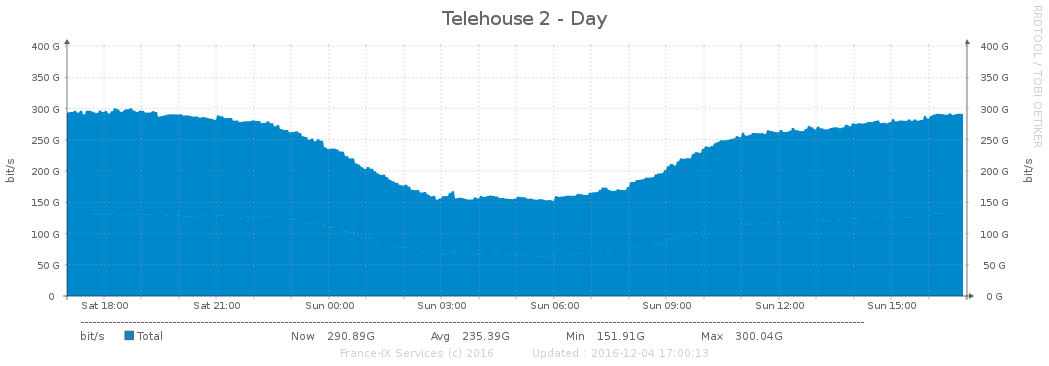 Telehouse 2 - Day
RRDTOOL / TOBI OETIKER
bit/s
400 G 400 G
350 G 350 G
300 G 300 G
250 G 250 G
200 G 200 G
150 G 150 G
100 G 100 G
50 G 50 G
0 0 G
bit/s
Sat 18:00 Sat 21:00 Sun 00:00 Sun 03:00 Sun 06:00 Sun 09:00 Sun 12:00 Sun 15:00
bit/s Total Now 290.89G Avg 235.39G Min 151.91G Max 300.04G
France-IX Services (c) 2016 Updated : 2016-12-04 17:00:13